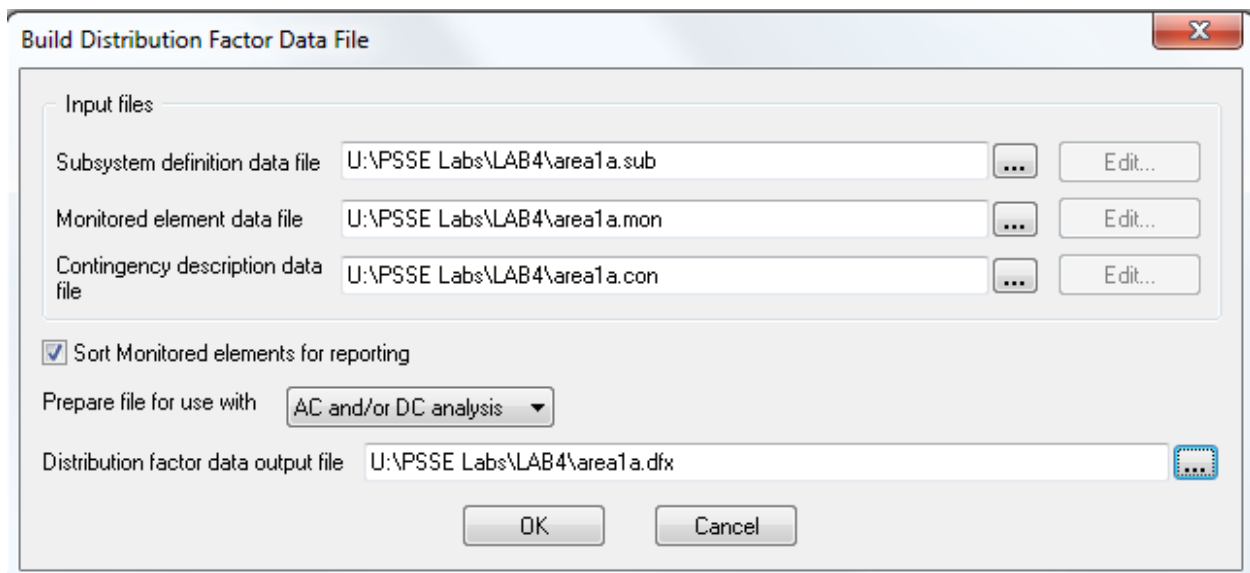 Build Distribution Factor Data File
Input files
Subsystem definition data file U:\PSSE Labs\LAB4\area1a.sub ... Edit...
Monitored element data file U:\PSSE Labs\LAB4\area1a.mon ... Edit...
Contingency description data
file U:\PSSE Labs\LAB4\area1a.con ... Edit...
Sort Monitored elements for reporting
Prepare file for use with AC and/or DC analysis
Distribution factor data output file U:\PSSE Labs\LAB4\area1a.dfx ...
OK Cancel